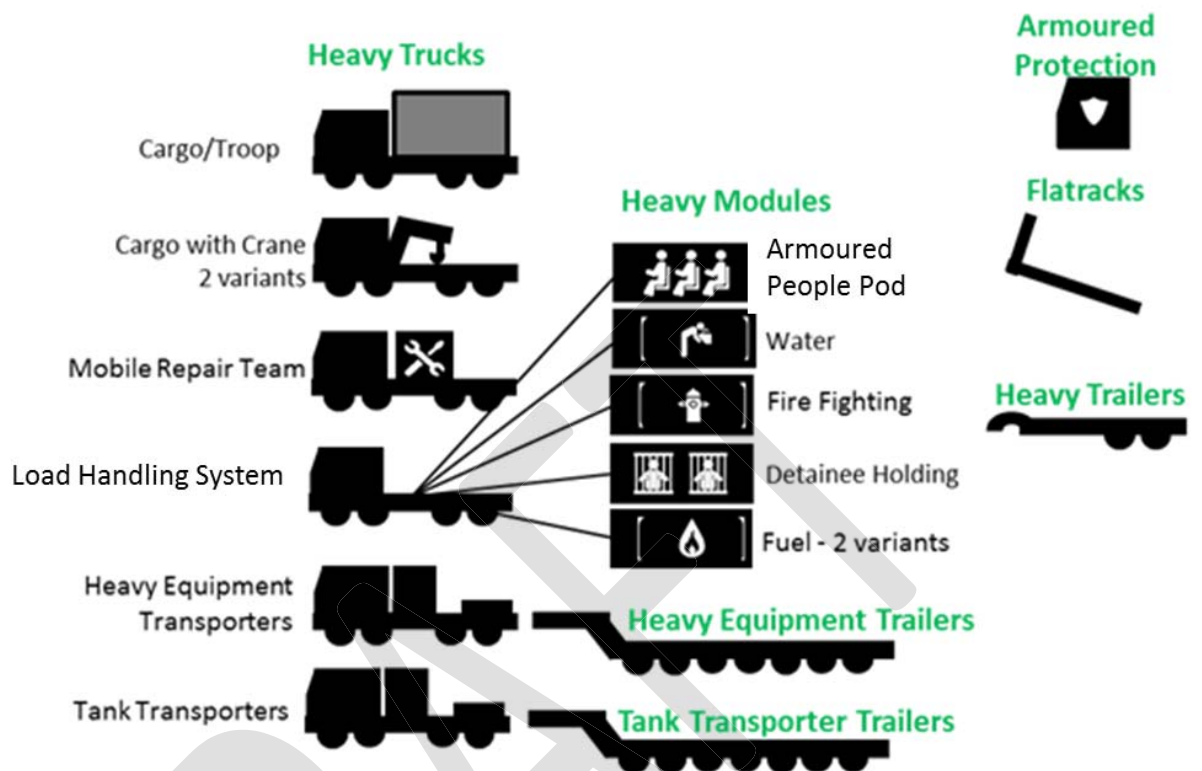 Heavy Trucks
Cargo/Troop
Cargo with Crane
2 variants
Mobile Repair Team
Load Handling System
Heavy Equipment
Transporters
Tank Transporters
Heavy Modules
Armoured
People Pod
Water
Fire Fighting
Detainee Holding
Fuel - 2 variants
Heavy Equipment Trailers
Tank Transporter Trailers
Armoured
Protection
Flatracks
Heavy Trailers